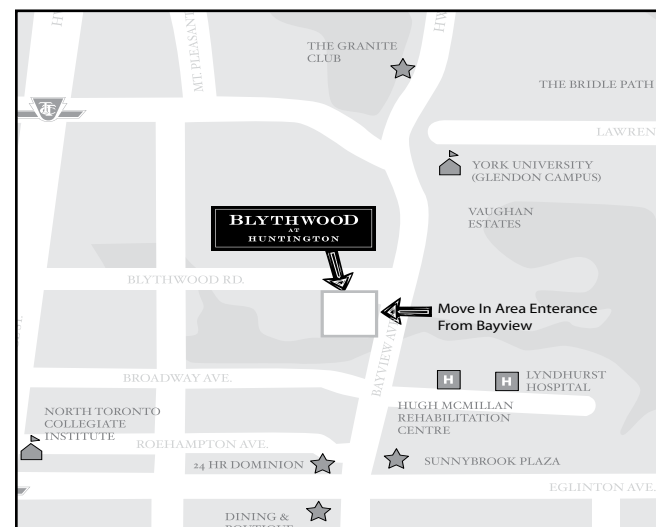 THE GRANITE
CLUB
MT. PLEASANT
HW
THE BRIDLE PATH
LAWREN
YORK UNIVERSITY
(GLENDON CAMPUS)
VAUGHAN
ESTATES
BLYTHWOOD
AT
HUNTINGTON
BLYTHWOOD RD.
Move In Area Enterance
From Bayview
BAYVIEW AVE
BROADWAY AVE.
H
H
LYNDHURST
HOSPITAL
HUGH MCMILLAN
REHABILITATION
CENTRE
NORTH TORONTO
COLLEGIATE
INSTITUTE
ROEHAMPTON AVE.
24 HR DOMINION
SUNNYBROOK PLAZA
EGLINTON AVE.
DINING &